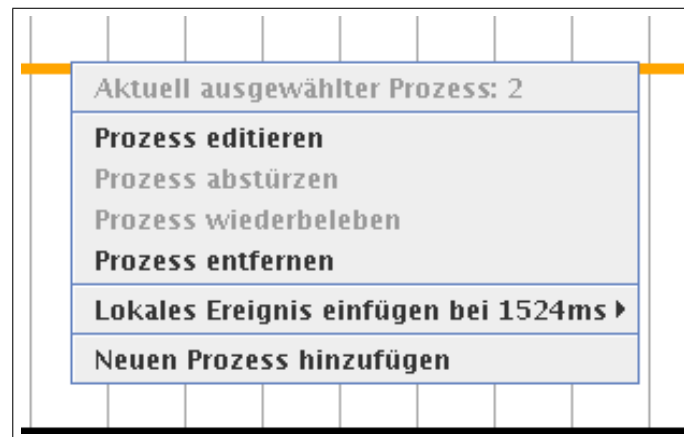 Aktuell ausgewählter Prozess: 2
Prozess editieren
Prozess abstürzen
Prozess wiederbeleben
Prozess entfernen
Lokales Ereignis einfügen bei 1524ms
Neuen Prozess hinzufügen